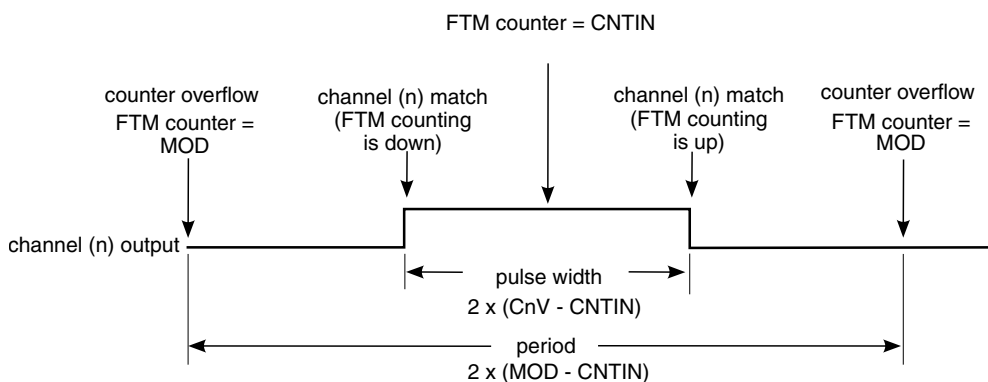 FTM counter = CNTIN
counter overflow
FTM counter =
MOD
channel (n) match
(FTM counting
is down)
channel (n) match
(FTM counting
is up)
counter overflow
FTM counter =
MOD
channel (n) output
pulse width
2 x (CnV - CNTIN)
period
2 x (MOD - CNTIN)